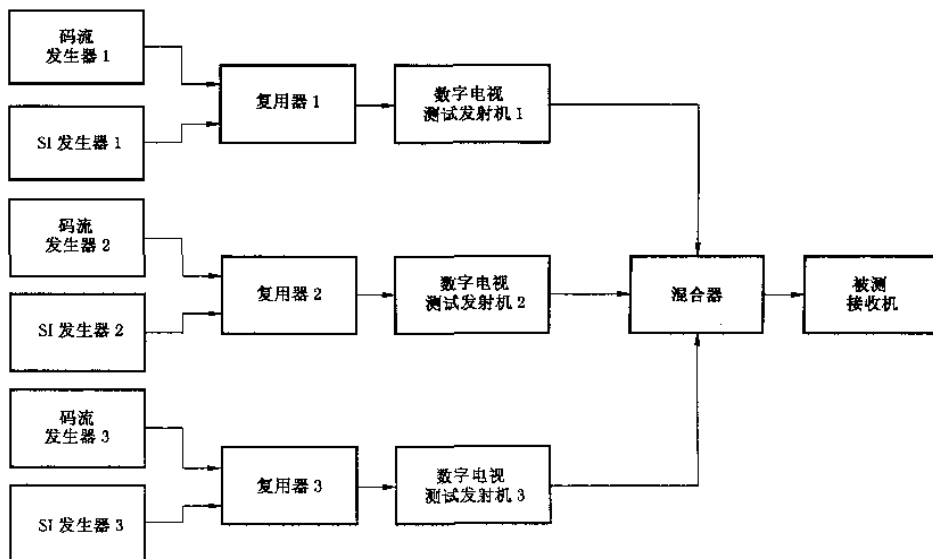 码流
发生器 1
SI 发生器 1
复用器 1
数字电视
测试发射机 1
码流
发生器 2
SI 发生器 2
复用器 2
数字电视
测试发射机 2
混合器
被测
接收机
码流
发生器 3
SI 发生器 3
复用器 3
数字电视
测试发射机 3